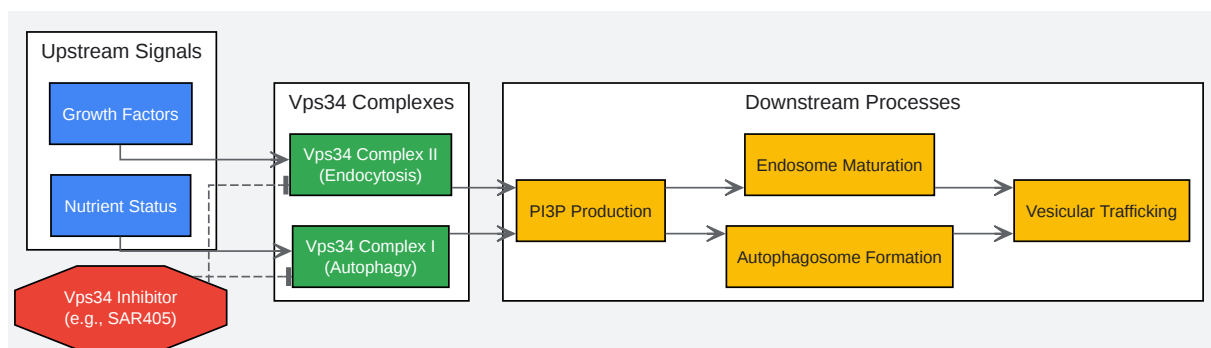 Upstream Signals
Growth Factors
Nutrient Status
Vps34 Inhibitor
(e.g., SAR405)
Vps34 Complexes
Vps34 Complex II
(Endocytosis)
Vps34 Complex I
(Autophagy)
Downstream Processes
PI3P Production
Endosome Maturation
Autophagosome Formation
Vesicular Trafficking